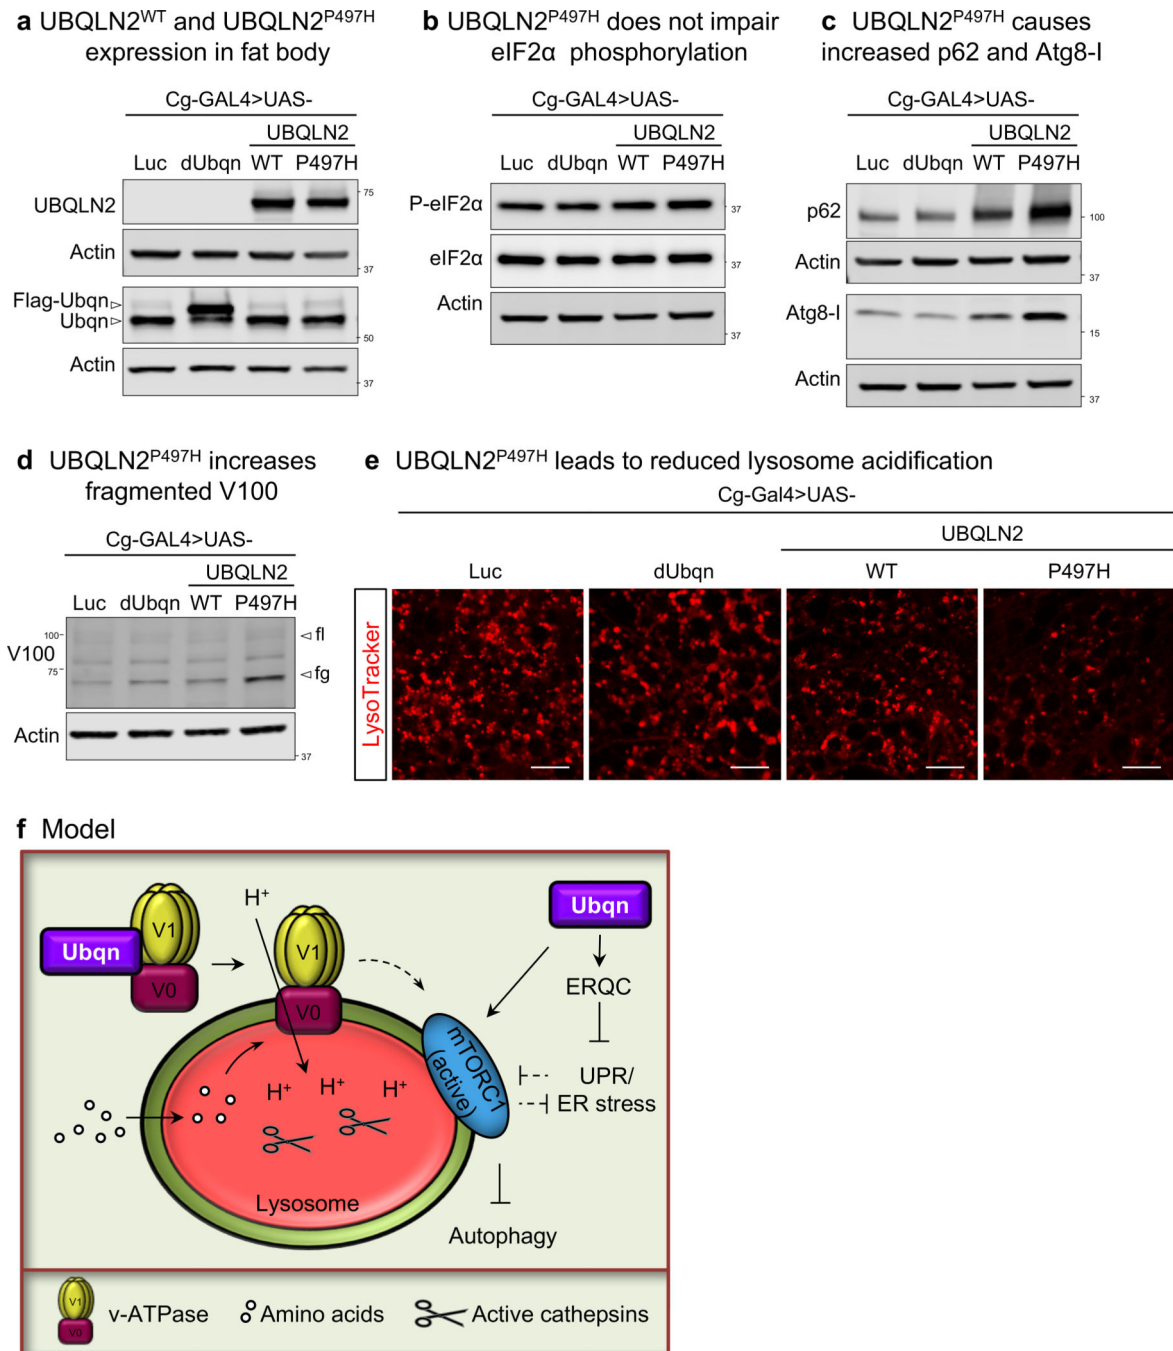 a UBQLN2WT and UBQLN2P497H
expression in fat body
Cg-GAL4>UAS-
UBQLN2
Luc dUbqn WT P497H
UBQLN2
75
Actin
37
Flag-Ubqn
Ubqn
50
Actin
37
b UBQLN2P497H does not impair
eIF2α phosphorylation
Cg-GAL4>UAS-
UBQLN2
Luc dUbqn WT P497H
P-eIF2α
37
eIF2α
37
Actin
37
c UBQLN2P497H causes
increased p62 and Atg8-I
Cg-GAL4>UAS-
UBQLN2
Luc dUbqn WT P497H
p62
100
Actin
37
Atg8-I
15
Actin
37
d UBQLN2P497H increases
fragmented V100
Cg-GAL4>UAS-
UBQLN2
Luc dUbqn WT P497H
100
fl
V100
75
fg
Actin
37
e UBQLN2P497H leads to reduced lysosome acidification
Cg-Gal4>UAS-
UBQLN2
Luc dUbqn WT P497H
LysoTracker
f Model
H+
Ubqn
V1
V0
Ubqn
V1
V0
ERQC
mTORC1
(active)
UPR/
ER stress
H+ H+ H+
Lysosome
Autophagy
V1
V0
v-ATPase
Amino acids
Active cathepsins